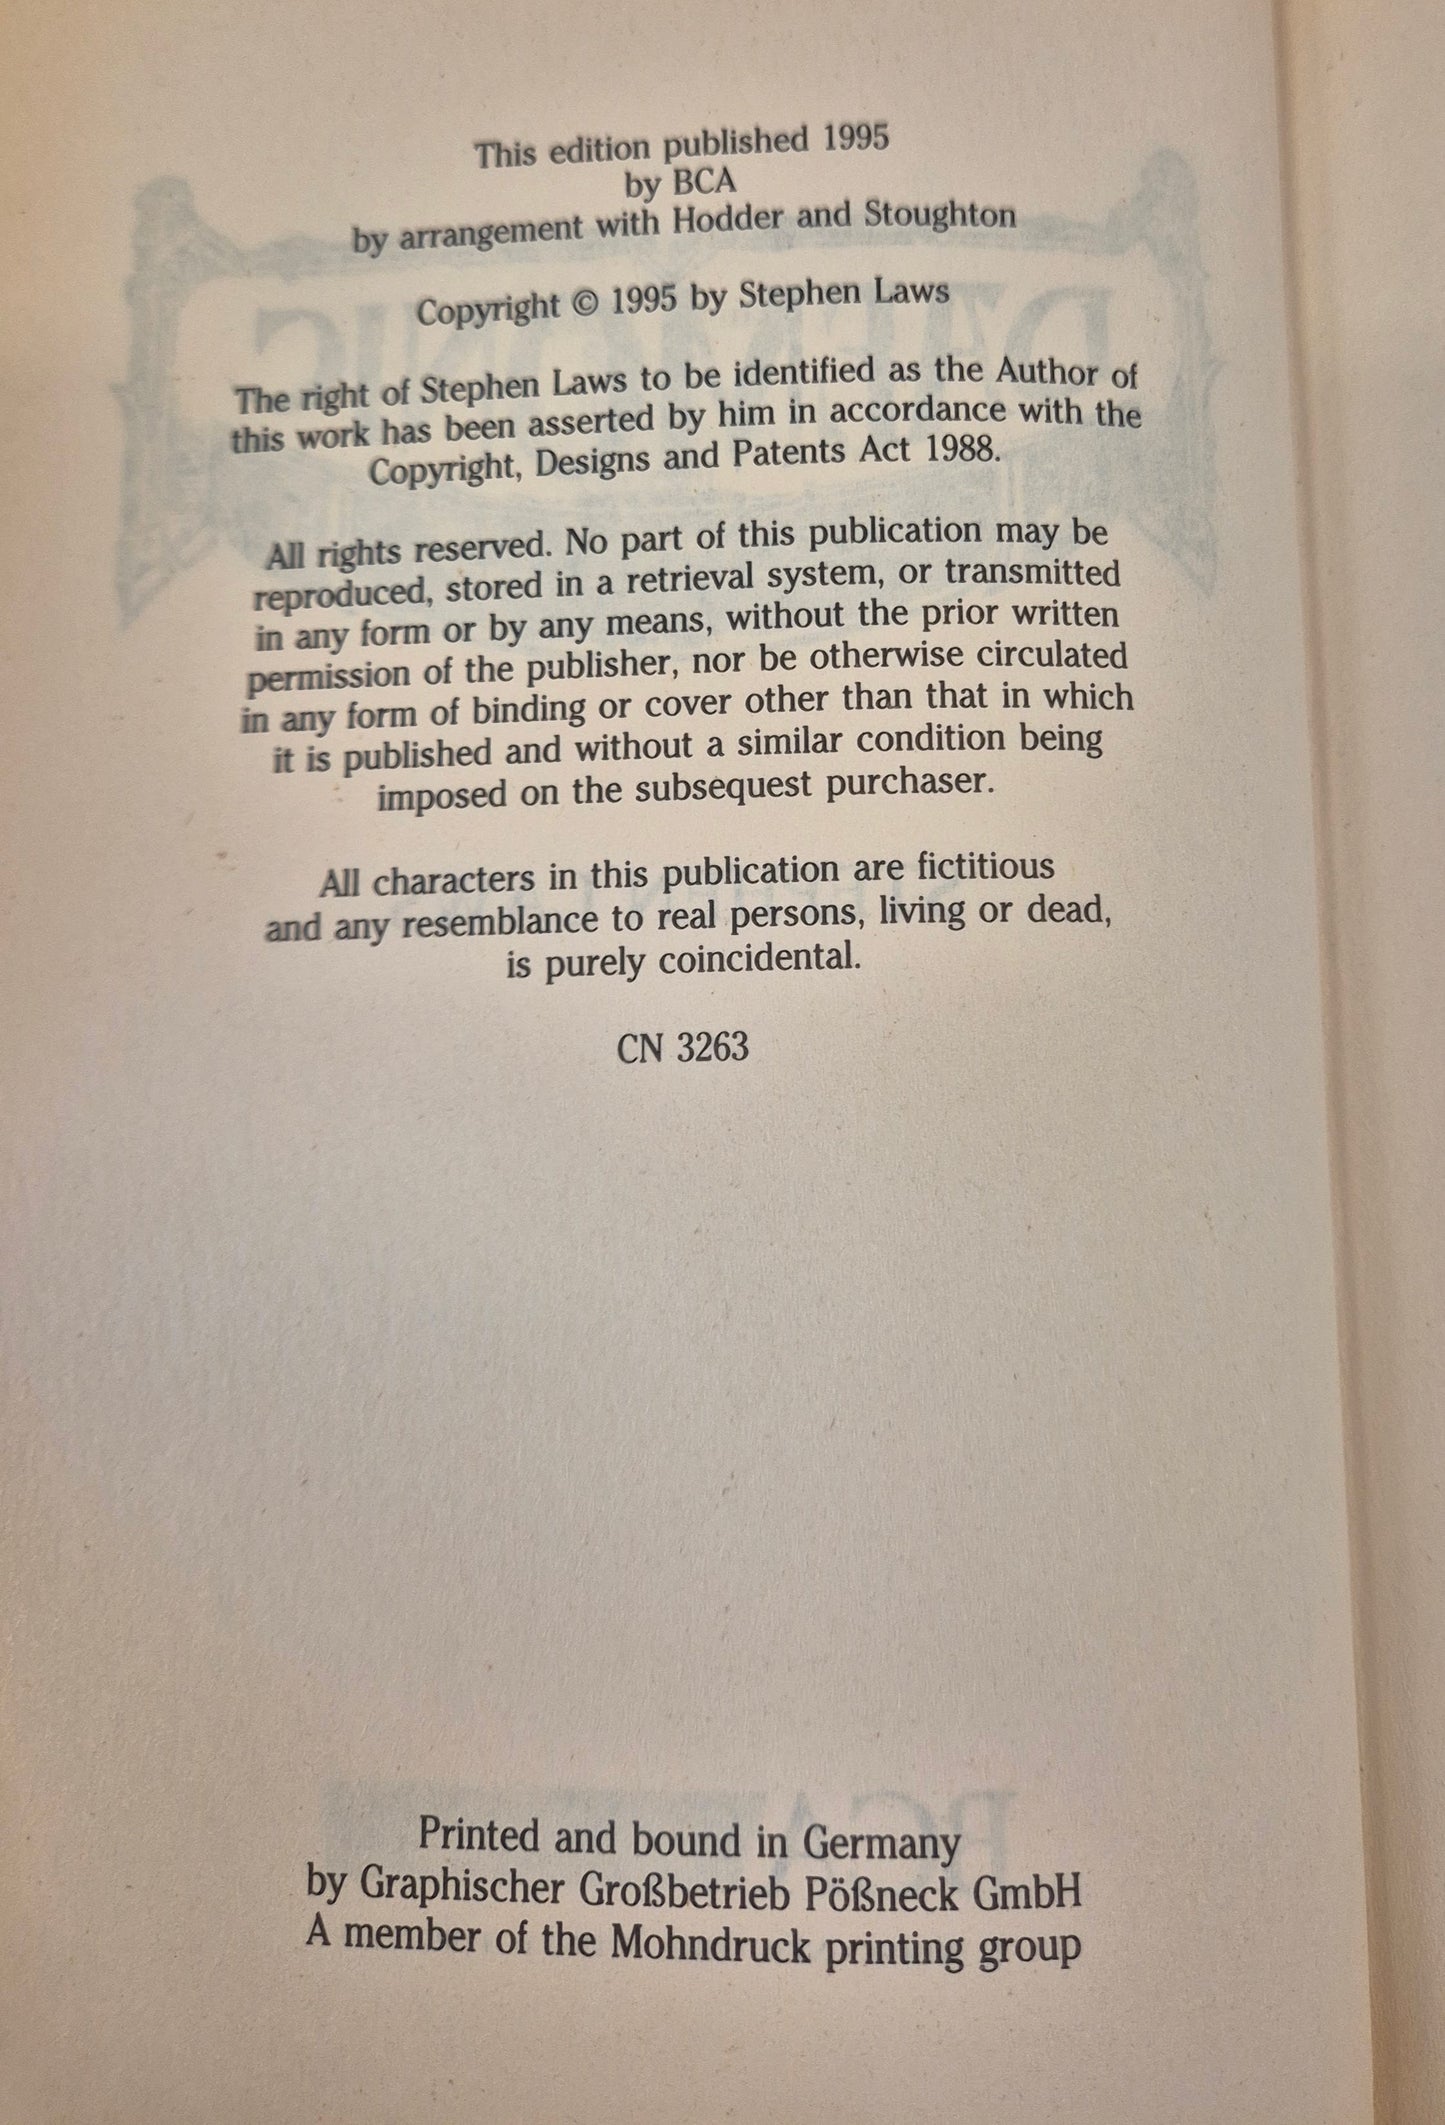 This edition published 1995
by BCA
by arrangement with Hodder and Stoughton
Copyright © 1995 by Stephen Laws
The right of Stephen Laws to be identified as the Author of
this work has been asserted by him in accordance with the
Copyright, Designs and Patents Act 1988.
All rights reserved. No part of this publication may be
reproduced, stored in a retrieval system, or transmitted
in any form or by any means, without the prior written
permission of the publisher, nor be otherwise circulated
in any form of binding or cover other than that in which
it is published and without a similar condition being
imposed on the subsequest purchaser.
All characters in this publication are fictitious
and any resemblance to real persons, living or dead,
is purely coincidental.
CN 3263
Printed and bound in Germany
by Graphischer Großbetrieb Pößneck GmbH
A member of the Mohndruck printing group